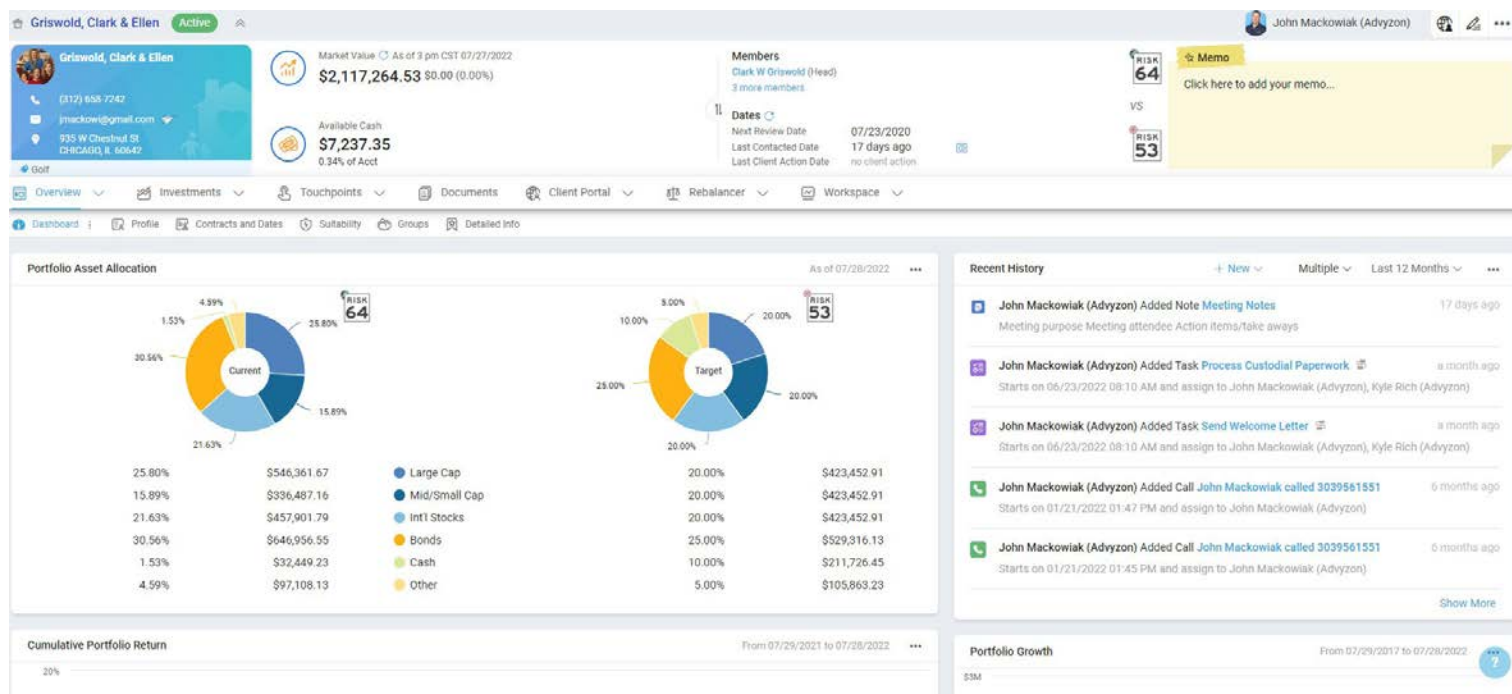 Griswold, Clark & Ellen Active
John Mackowiak (Advyzon)
Griswold, Clark & Ellen
(312) 658-7242
jmackowi@gmail.com
935 W Chestnut St
CHICAGO, IL 60642
Golf
Market Value As of 3 pm CST 07/27/2022
$2,117,264.53 $0.00 (0.00%)
Available Cash
$7,237.35
0.34% of Acct
Members
Clark W Griswold (Head)
3 more members
Dates
Next Review Date 07/23/2020
Last Contacted Date 17 days ago
Last Client Action Date no client action
RISK
64
VS
RISK
53
Memo
Click here to add your memo...
Overview Investments Touchpoints Documents Client Portal Rebalancer Workspace
Dashboard Profile Contracts and Dates Suitability Groups Detailed Info
Portfolio Asset Allocation As of 07/28/2022
RISK
64
4.59%
1.53%
25.80%
30.56%
Current
15.89%
21.63%
RISK
53
5.00%
10.00%
20.00%
Target
25.00%
20.00%
20.00%
25.80% $546,361.67 Large Cap 20.00% $423,452.91
15.89% $336,487.16 Mid/Small Cap 20.00% $423,452.91
21.63% $457,901.79 Int'l Stocks 20.00% $423,452.91
30.56% $646,956.55 Bonds 25.00% $529,316.13
1.53% $32,449.23 Cash 10.00% $211,726.45
4.59% $97,108.13 Other 5.00% $105,863.23
Recent History + New Multiple Last 12 Months
John Mackowiak (Advyzon) Added Note Meeting Notes 17 days ago
Meeting purpose Meeting attendee Action items/take aways
John Mackowiak (Advyzon) Added Task Process Custodial Paperwork a month ago
Starts on 06/23/2022 08:10 AM and assign to John Mackowiak (Advyzon), Kyle Rich (Advyzon)
John Mackowiak (Advyzon) Added Task Send Welcome Letter a month ago
Starts on 06/23/2022 08:10 AM and assign to John Mackowiak (Advyzon), Kyle Rich (Advyzon)
John Mackowiak (Advyzon) Added Call John Mackowiak called 3039561551 6 months ago
Starts on 01/21/2022 01:47 PM and assign to John Mackowiak (Advyzon)
John Mackowiak (Advyzon) Added Call John Mackowiak called 3039561551 6 months ago
Starts on 01/21/2022 01:45 PM and assign to John Mackowiak (Advyzon)
Show More
Cumulative Portfolio Return From 07/29/2021 to 07/28/2022
20%
Portfolio Growth From 07/29/2017 to 07/28/2022
$3M
?